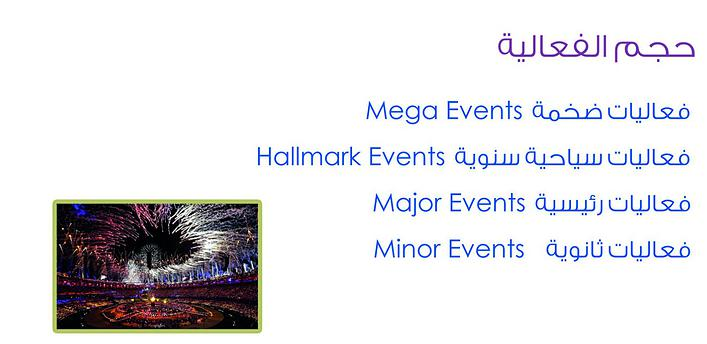 حجم الفعالية
فعاليات ضخمة Mega Events
فعاليات سياحية سنوية Hallmark Events
فعاليات رئيسية Major Events
فعاليات ثانوية Minor Events